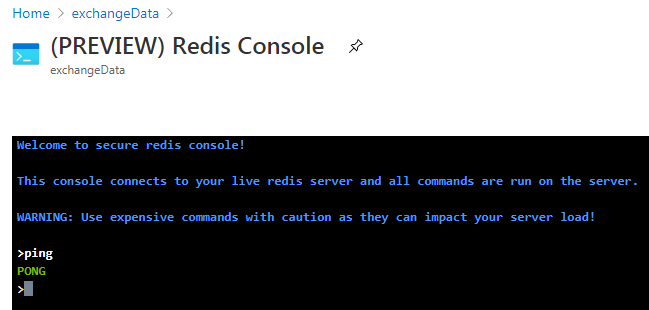 Home > exchangeData >
(PREVIEW) Redis Console
exchangeData
Welcome to secure redis console!
This console connects to your live redis server and all commands are run on the server.
WARNING: Use expensive commands with caution as they can impact your server load!
>ping
PONG
>